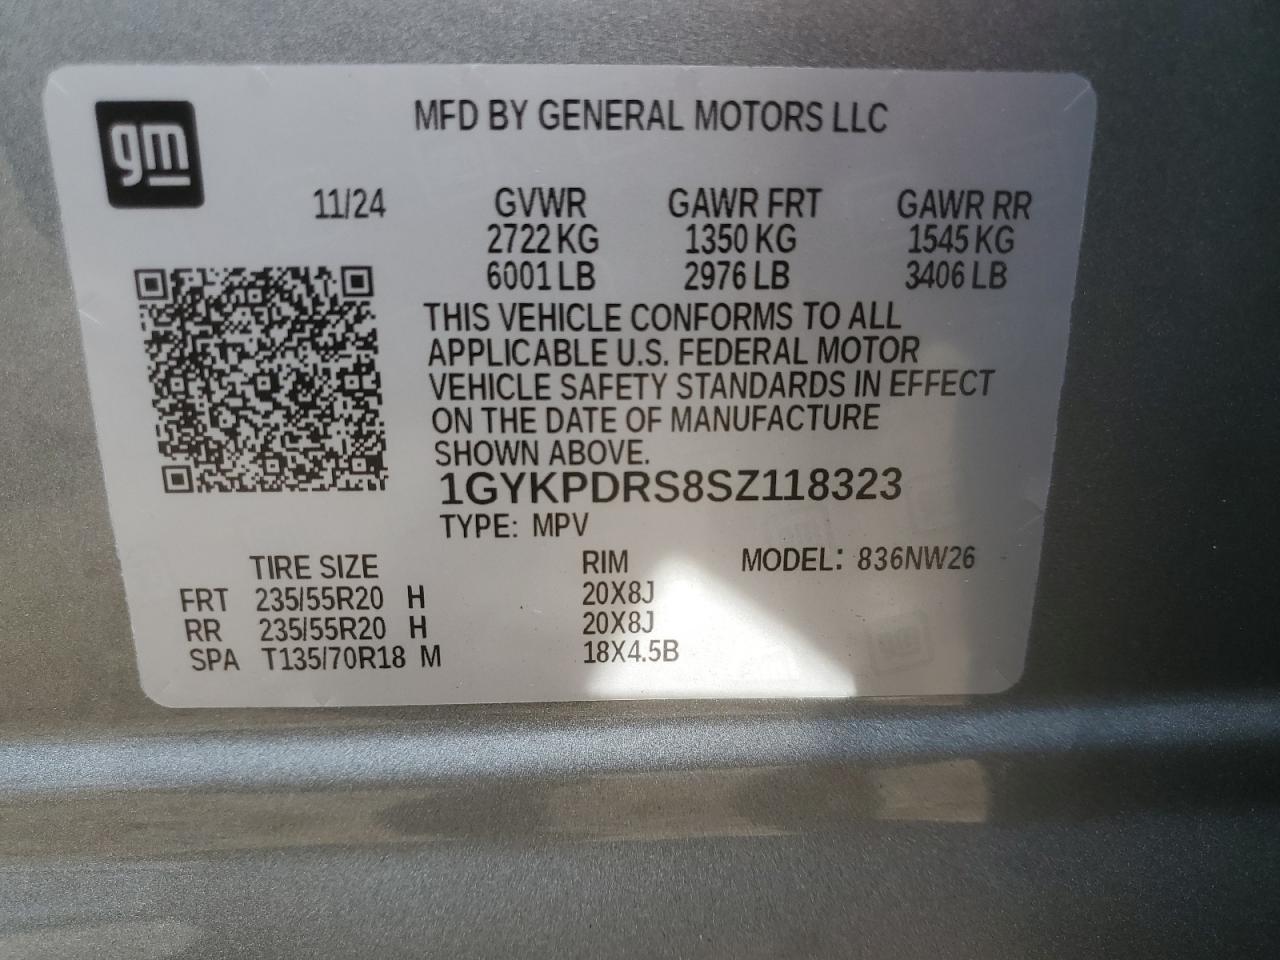 gm
MFD BY GENERAL MOTORS LLC
11/24 GVWR GAWR FRT GAWR RR
2722 KG 1350 KG 1545 KG
6001 LB 2976 LB 3406 LB
THIS VEHICLE CONFORMS TO ALL
APPLICABLE U.S. FEDERAL MOTOR
VEHICLE SAFETY STANDARDS IN EFFECT
ON THE DATE OF MANUFACTURE
SHOWN ABOVE.
1GYKPDRS8SZ118323
TYPE: MPV
TIRE SIZE RIM MODEL: 836NW26
FRT 235/55R20 H 20X8J
RR 235/55R20 H 20X8J
SPA T135/70R18 M 18X4.5B